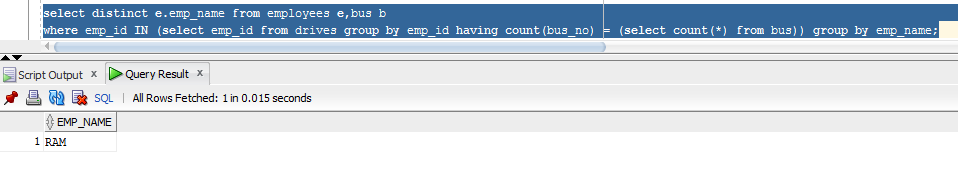 select distinct e.emp_name from employees e,bus b
where emp_id IN (select emp_id from drives group by emp_id having count(bus_no) = (select count(*) from bus)) group by emp_name;
Script Output x Query Result x
SQL | All Rows Fetched: 1 in 0.015 seconds
EMP_NAME
1 RAM